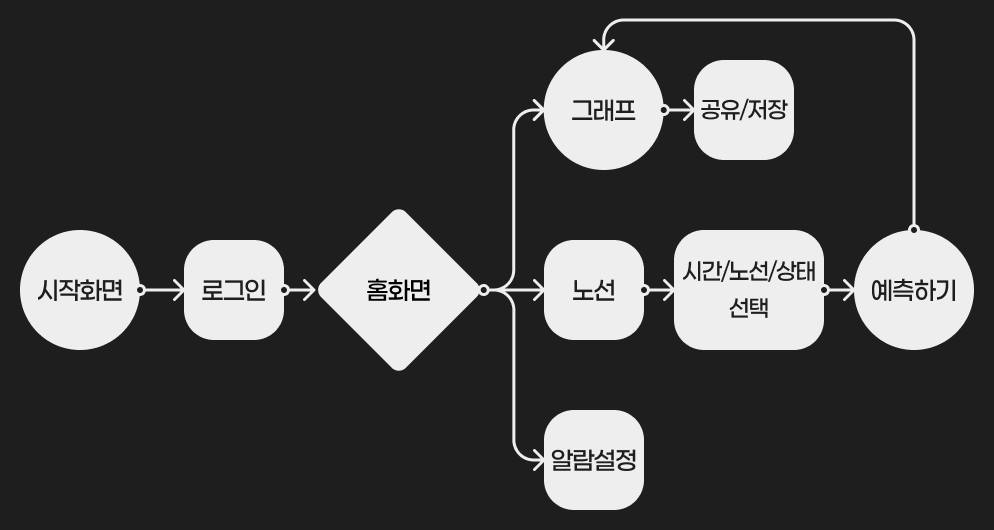 그래프
공유/저장
시작화면
로그인
홈화면
노선
시간/노선/상태
선택
예측하기
알람설정